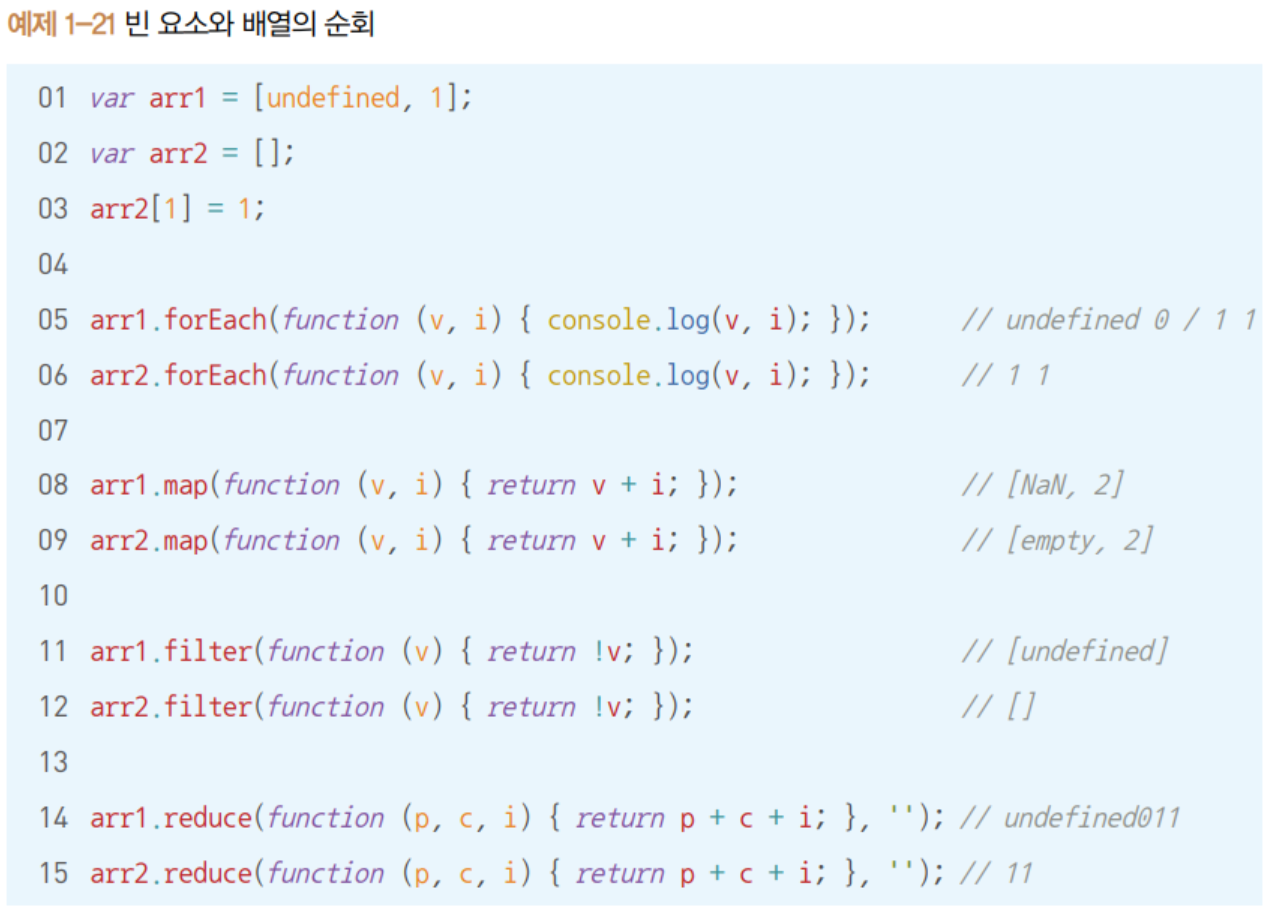 예제 1-21 빈 요소와 배열의 순회
01 var arr1 = [undefined, 1];
02 var arr2 = [];
03 arr2[1] = 1;
04
05 arr1.forEach(function (v, i) { console.log(v, i); }); // undefined 0 / 1 1
06 arr2.forEach(function (v, i) { console.log(v, i); }); // 1 1
07
08 arr1.map(function (v, i) { return v + i; }); // [NaN, 2]
09 arr2.map(function (v, i) { return v + i; }); // [empty, 2]
10
11 arr1.filter(function (v) { return !v; }); // [undefined]
12 arr2.filter(function (v) { return !v; }); // []
13
14 arr1.reduce(function (p, c, i) { return p + c + i; }, ''); // undefined011
15 arr2.reduce(function (p, c, i) { return p + c + i; }, ''); // 11